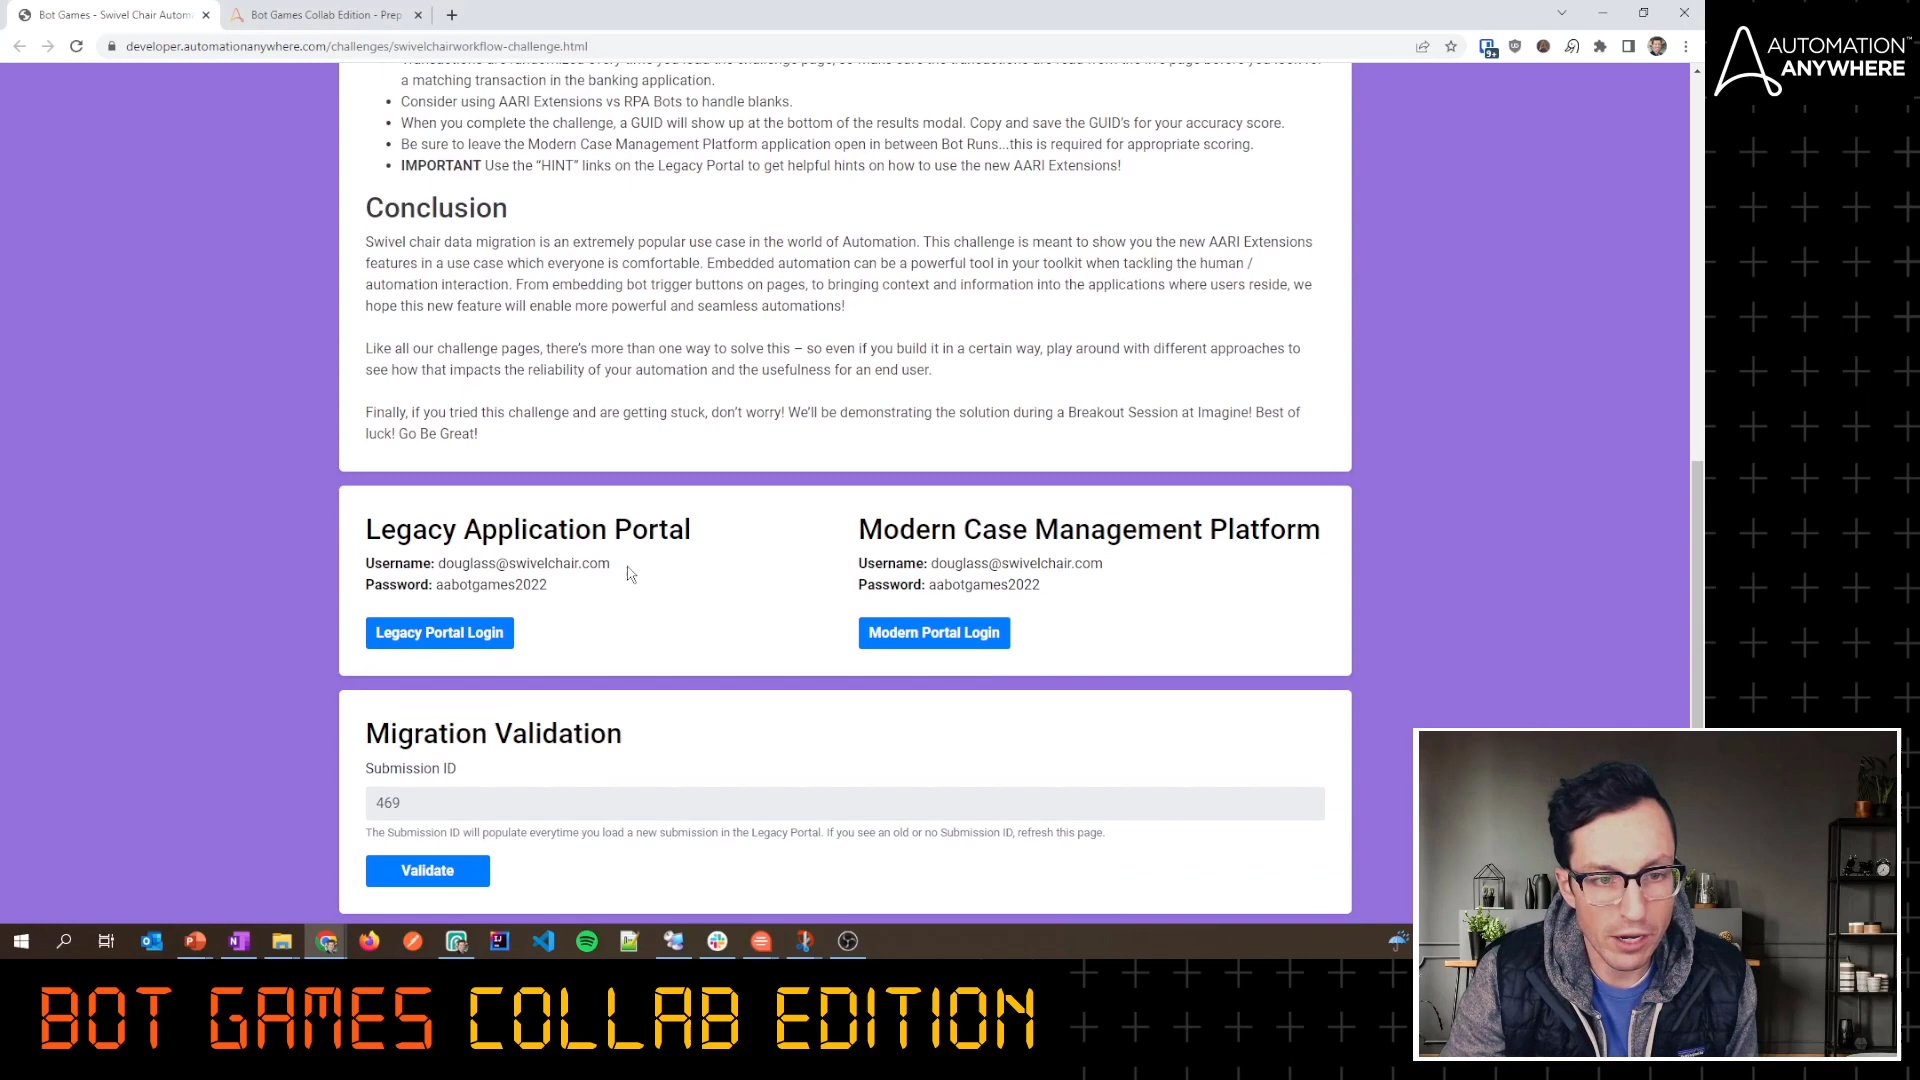 Bot Games - Swivel Chair Autom
Bot Games Collab Edition - Prep
developer.automationanywhere.com/challenges/swivelchairworkflow-challenge.html
9+
AUTOMATION
ANYWHERE
a matching transaction in the banking application.
• Consider using AARI Extensions vs RPA Bots to handle blanks.
• When you complete the challenge, a GUID will show up at the bottom of the results modal. Copy and save the GUID's for your accuracy score.
• Be sure to leave the Modern Case Management Platform application open in between Bot Runs...this is required for appropriate scoring.
• IMPORTANT Use the “HINT” links on the Legacy Portal to get helpful hints on how to use the new AARI Extensions!
Conclusion
Swivel chair data migration is an extremely popular use case in the world of Automation. This challenge is meant to show you the new AARI Extensions
features in a use case which everyone is comfortable. Embedded automation can be a powerful tool in your toolkit when tackling the human /
automation interaction. From embedding bot trigger buttons on pages, to bringing context and information into the applications where users reside, we
hope this new feature will enable more powerful and seamless automations!
Like all our challenge pages, there’s more than one way to solve this – so even if you build it in a certain way, play around with different approaches to
see how that impacts the reliability of your automation and the usefulness for an end user.
Finally, if you tried this challenge and are getting stuck, don’t worry! We’ll be demonstrating the solution during a Breakout Session at Imagine! Best of
luck! Go Be Great!
Legacy Application Portal
Username: douglass@swivelchair.com
Password: aabotgames2022
Legacy Portal Login
Modern Case Management Platform
Username: douglass@swivelchair.com
Password: aabotgames2022
Modern Portal Login
Migration Validation
Submission ID
469
The Submission ID will populate everytime you load a new submission in the Legacy Portal. If you see an old or no Submission ID, refresh this page.
Validate
BOT GAMES COLLAB EDITION